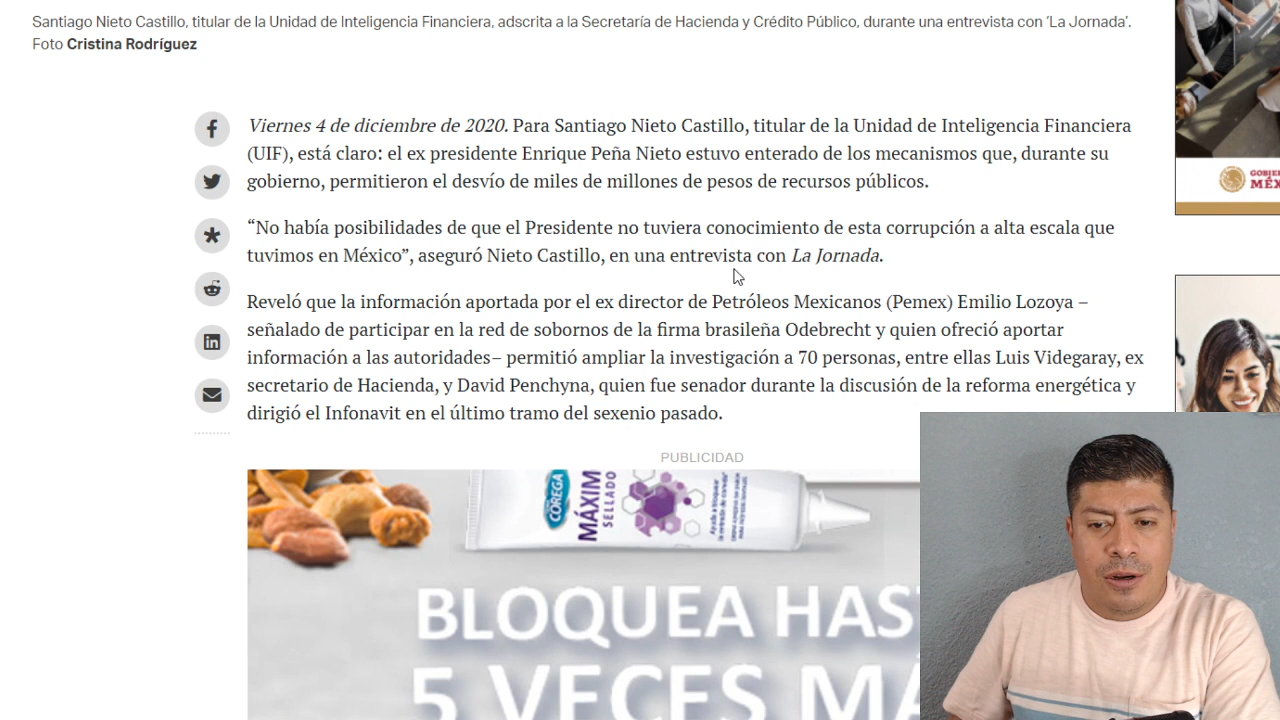 Santiago Nieto Castillo, titular de la Unidad de Inteligencia Financiera, adscrita a la Secretaría de Hacienda y Crédito Público, durante una entrevista con ‘La Jornada’.
Foto Cristina Rodríguez
Viernes 4 de diciembre de 2020. Para Santiago Nieto Castillo, titular de la Unidad de Inteligencia Financiera
(UIF), está claro: el ex presidente Enrique Peña Nieto estuvo enterado de los mecanismos que, durante su
gobierno, permitieron el desvío de miles de millones de pesos de recursos públicos.
“No había posibilidades de que el Presidente no tuviera conocimiento de esta corrupción a alta escala que
tuvimos en México”, aseguró Nieto Castillo, en una entrevista con La Jornada.
Reveló que la información aportada por el ex director de Petróleos Mexicanos (Pemex) Emilio Lozoya –
señalado de participar en la red de sobornos de la firma brasileña Odebrecht y quien ofreció aportar
información a las autoridades– permitió ampliar la investigación a 70 personas, entre ellas Luis Videgaray, ex
secretario de Hacienda, y David Penchyna, quien fue senador durante la discusión de la reforma energética y
dirigió el Infonavit en el último tramo del sexenio pasado.
PUBLICIDAD
COREGA
MÁXIM
SELLADO
BLOQUEA HAS
5 VECES MÁ
GOBIE
MÉX